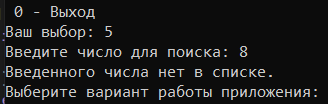 0 - Выход
Ваш выбор: 5
Введите число для поиска: 8
Введенного числа нет в списке.
Выберите вариант работы приложения: